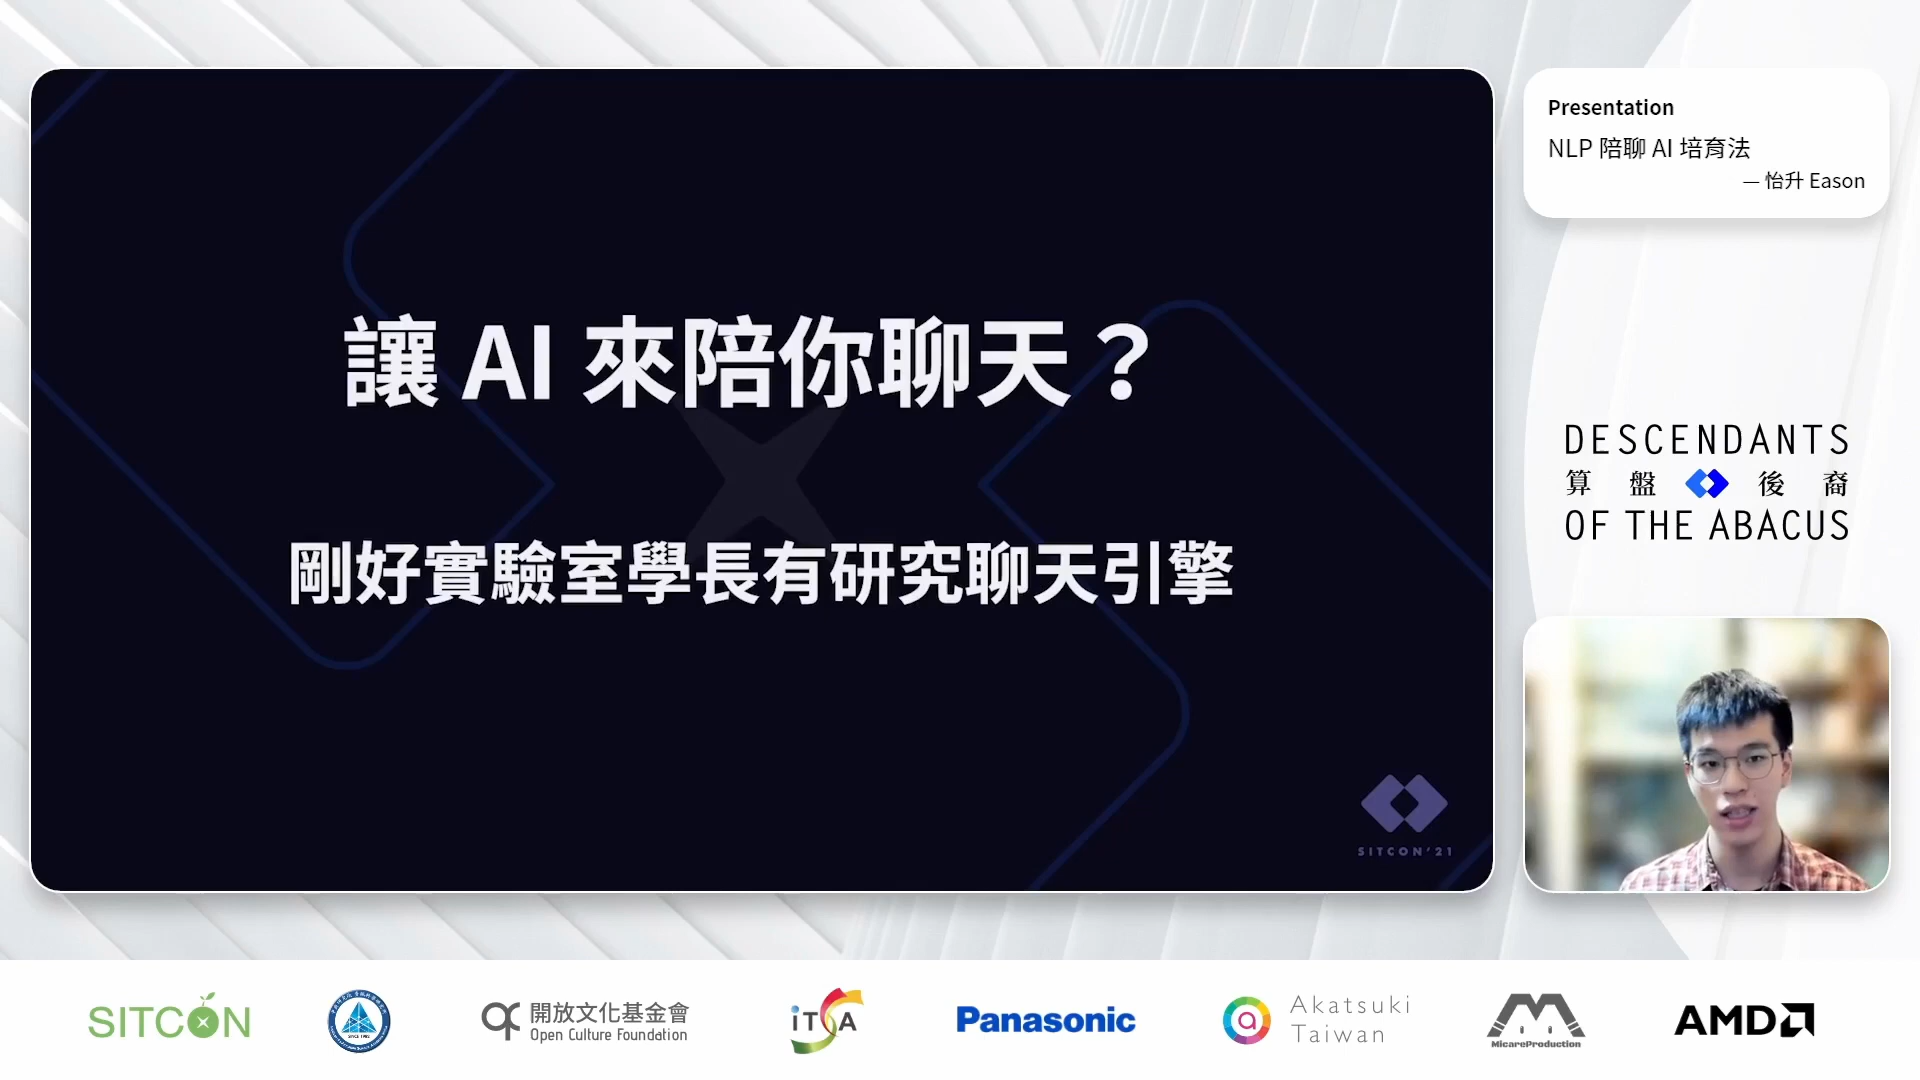 讓 AI 來陪你聊天？
剛好實驗室學長有研究聊天引擎
SITCON'21
Presentation
NLP 陪聊 AI 培育法
— 怡升 Eason
DESCENDANTS
算盤後裔
OF THE ABACUS
SITCON
開放文化基金會
Open Culture Foundation
iTSA
Panasonic
Akatsuki
Taiwan
MicareProduction
AMD